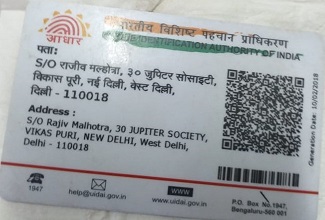 भारतीय विशिष्ट पहचान प्राधिकरण
IDENTIFICATION AUTHORITY OF INDIA
आधार
पता:
S/O राजीव मल्होत्रा, ३० जुपिटर सोसाइटी,
विकास पूरी, नई दिल्ली, वेस्ट दिल्ली,
दिल्ली - 110018
Address :
S/O Rajiv Malhotra, 30 JUPITER SOCIETY,
VIKAS PURI, NEW DELHI, West Delhi,
Delhi - 110018
Generation Date: 10/02/2018
1947
help@uidai.gov.in
www
www.uidai.gov.in
P.O. Box No.1947,
Bengaluru-560 001